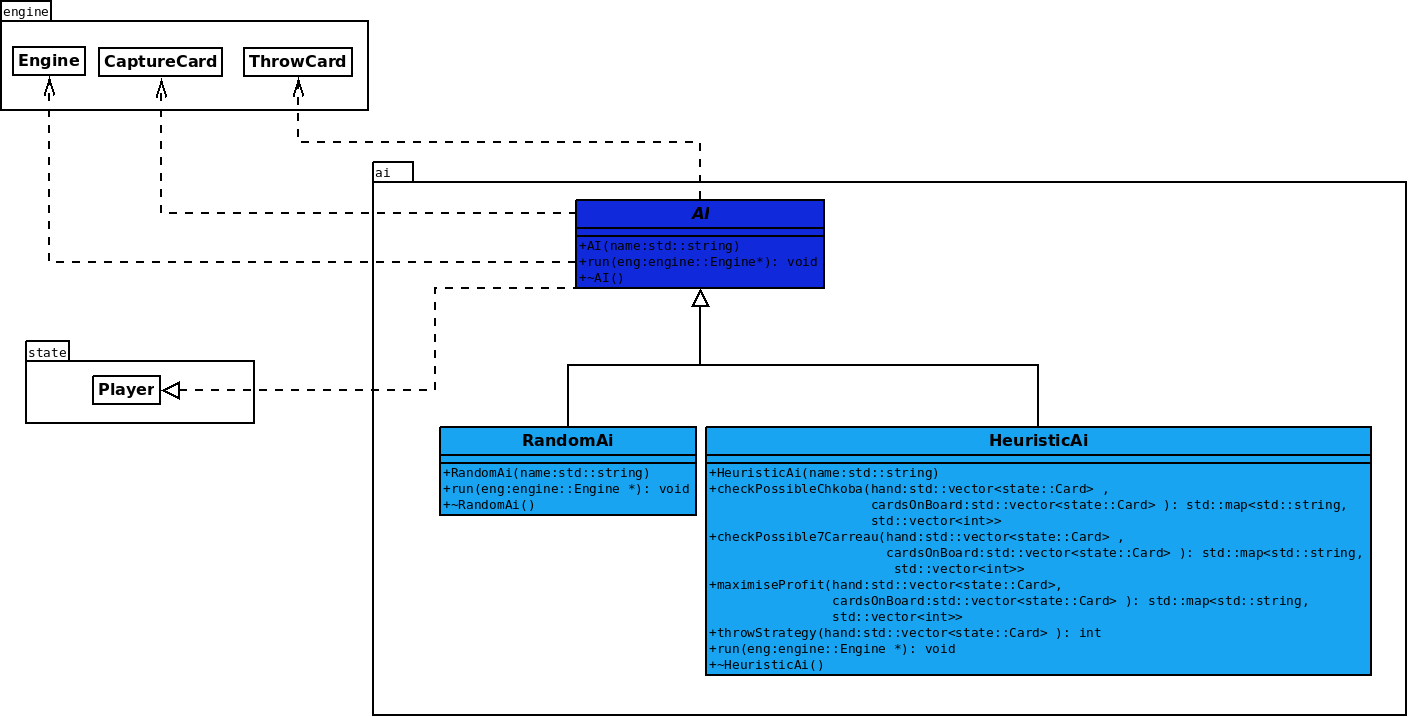 engine
Engine
CaptureCard
ThrowCard
ai
AI
+AI(name:std::string)
+run(eng:engine::Engine*): void
+~AI()
state
Player
RandomAi
+RandomAi(name:std::string)
+run(eng:engine::Engine *): void
+~RandomAi()
HeuristicAi
+HeuristicAi(name:std::string)
+checkPossibleChkoba(hand:std::vector<state::Card> ,
cardsOnBoard:std::vector<state::Card> ): std::map<std::string,
std::vector<int>>
+checkPossible7Carreau(hand:std::vector<state::Card> ,
cardsOnBoard:std::vector<state::Card> ): std::map<std::string,
std::vector<int>>
+maximiseProfit(hand:std::vector<state::Card>,
cardsOnBoard:std::vector<state::Card> ): std::map<std::string,
std::vector<int>>
+throwStrategy(hand:std::vector<state::Card> ): int
+run(eng:engine::Engine *): void
+~HeuristicAi()